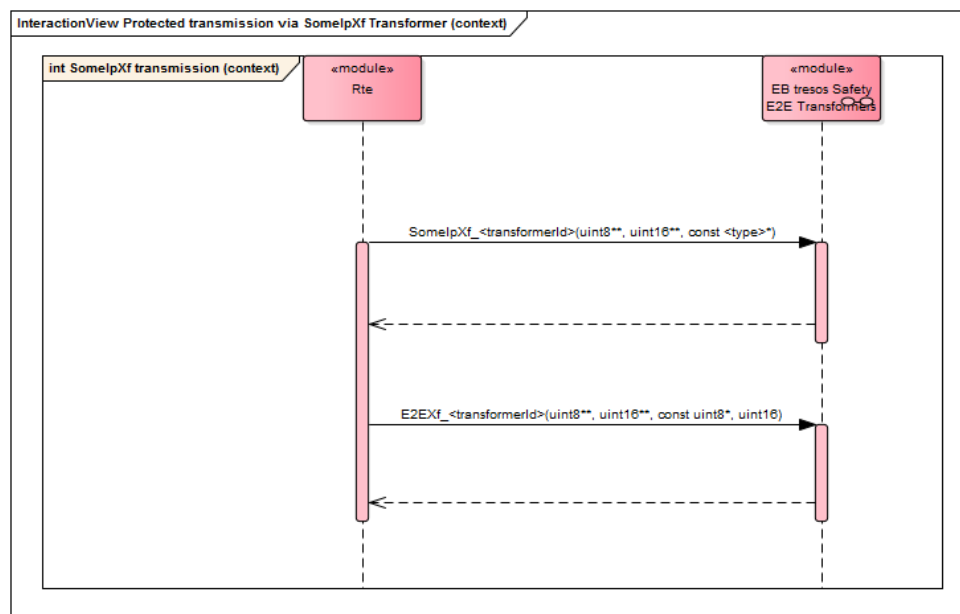 InteractionView Protected transmission via SomeIpXf Transformer (context)
int SomeIpXf transmission (context)
«module»
Rte
«module»
EB tresos Safety
E2E Transformers
SomeIpXf_<transformerId>(uint8**, uint16**, const <type>*)
E2EXf_<transformerId>(uint8**, uint16**, const uint8*, uint16)